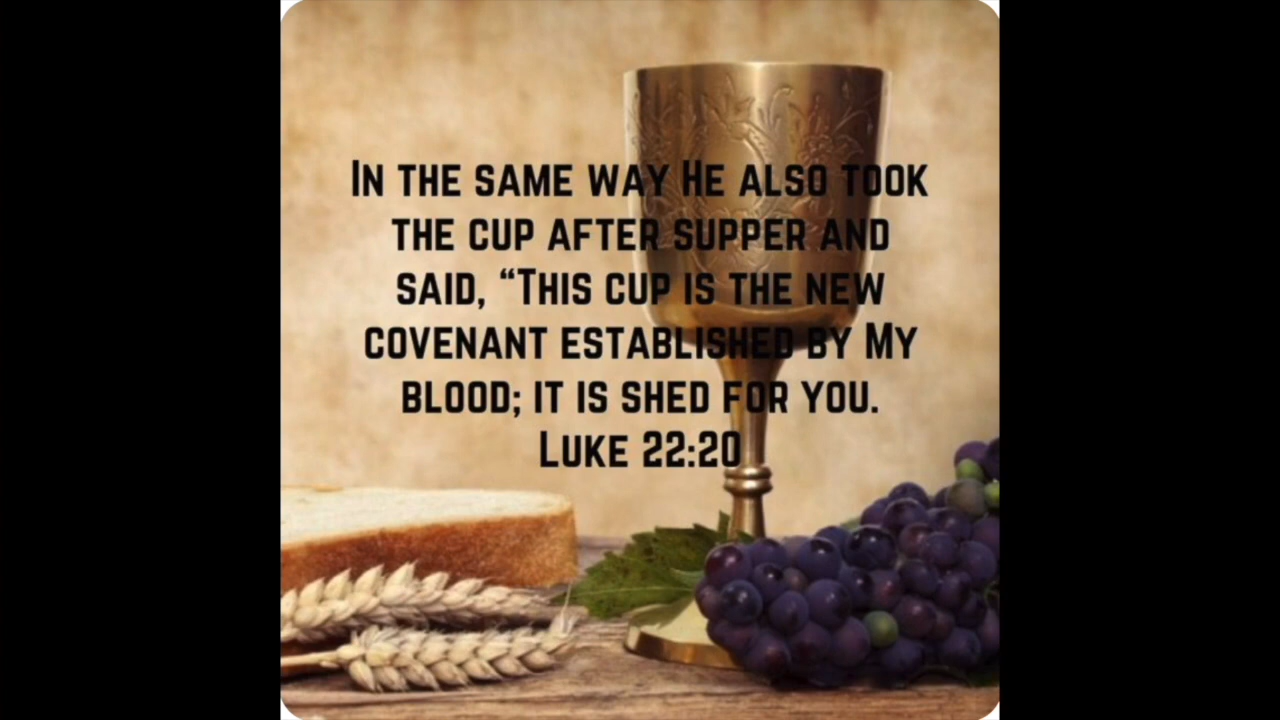 In the same way He also took
the cup after supper and
said, “This cup is the new
covenant established by My
blood; it is shed for you.
Luke 22:20